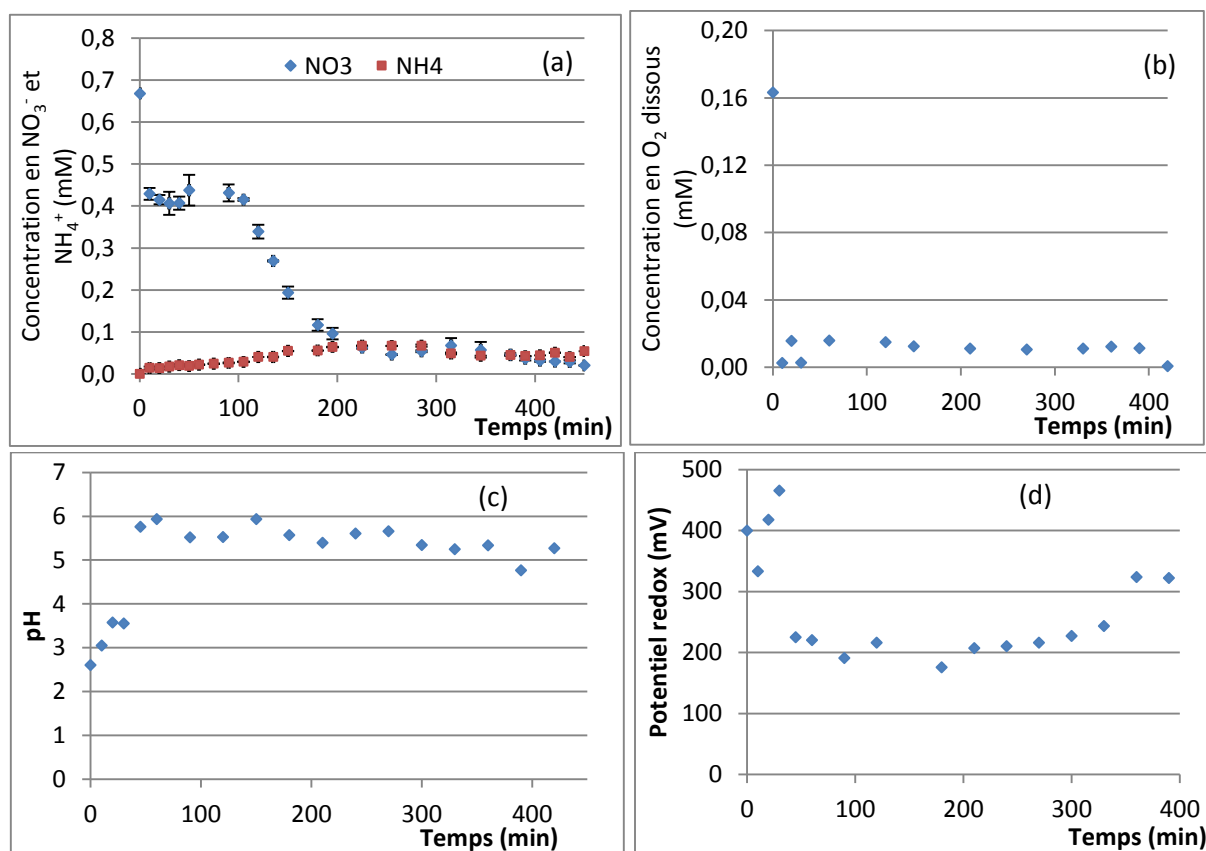 Concentration en NO₃⁻ et
NH₄⁺ (mM)
0,8
0,7
0,6
0,5
0,4
0,3
0,2
0,1
0,0
NO3 NH4
(a)
0 100 200 300 400
Temps (min)
Concentration en O₂ dissous
(mM)
0,20
0,16
0,12
0,08
0,04
0,00
(b)
0 100 200 300 400
Temps (min)
pH
7
6
5
4
3
2
1
0
(c)
0 100 200 300 400
Temps (min)
Potentiel redox (mV)
500
400
300
200
100
0
(d)
0 100 200 300 400
Temps (min)